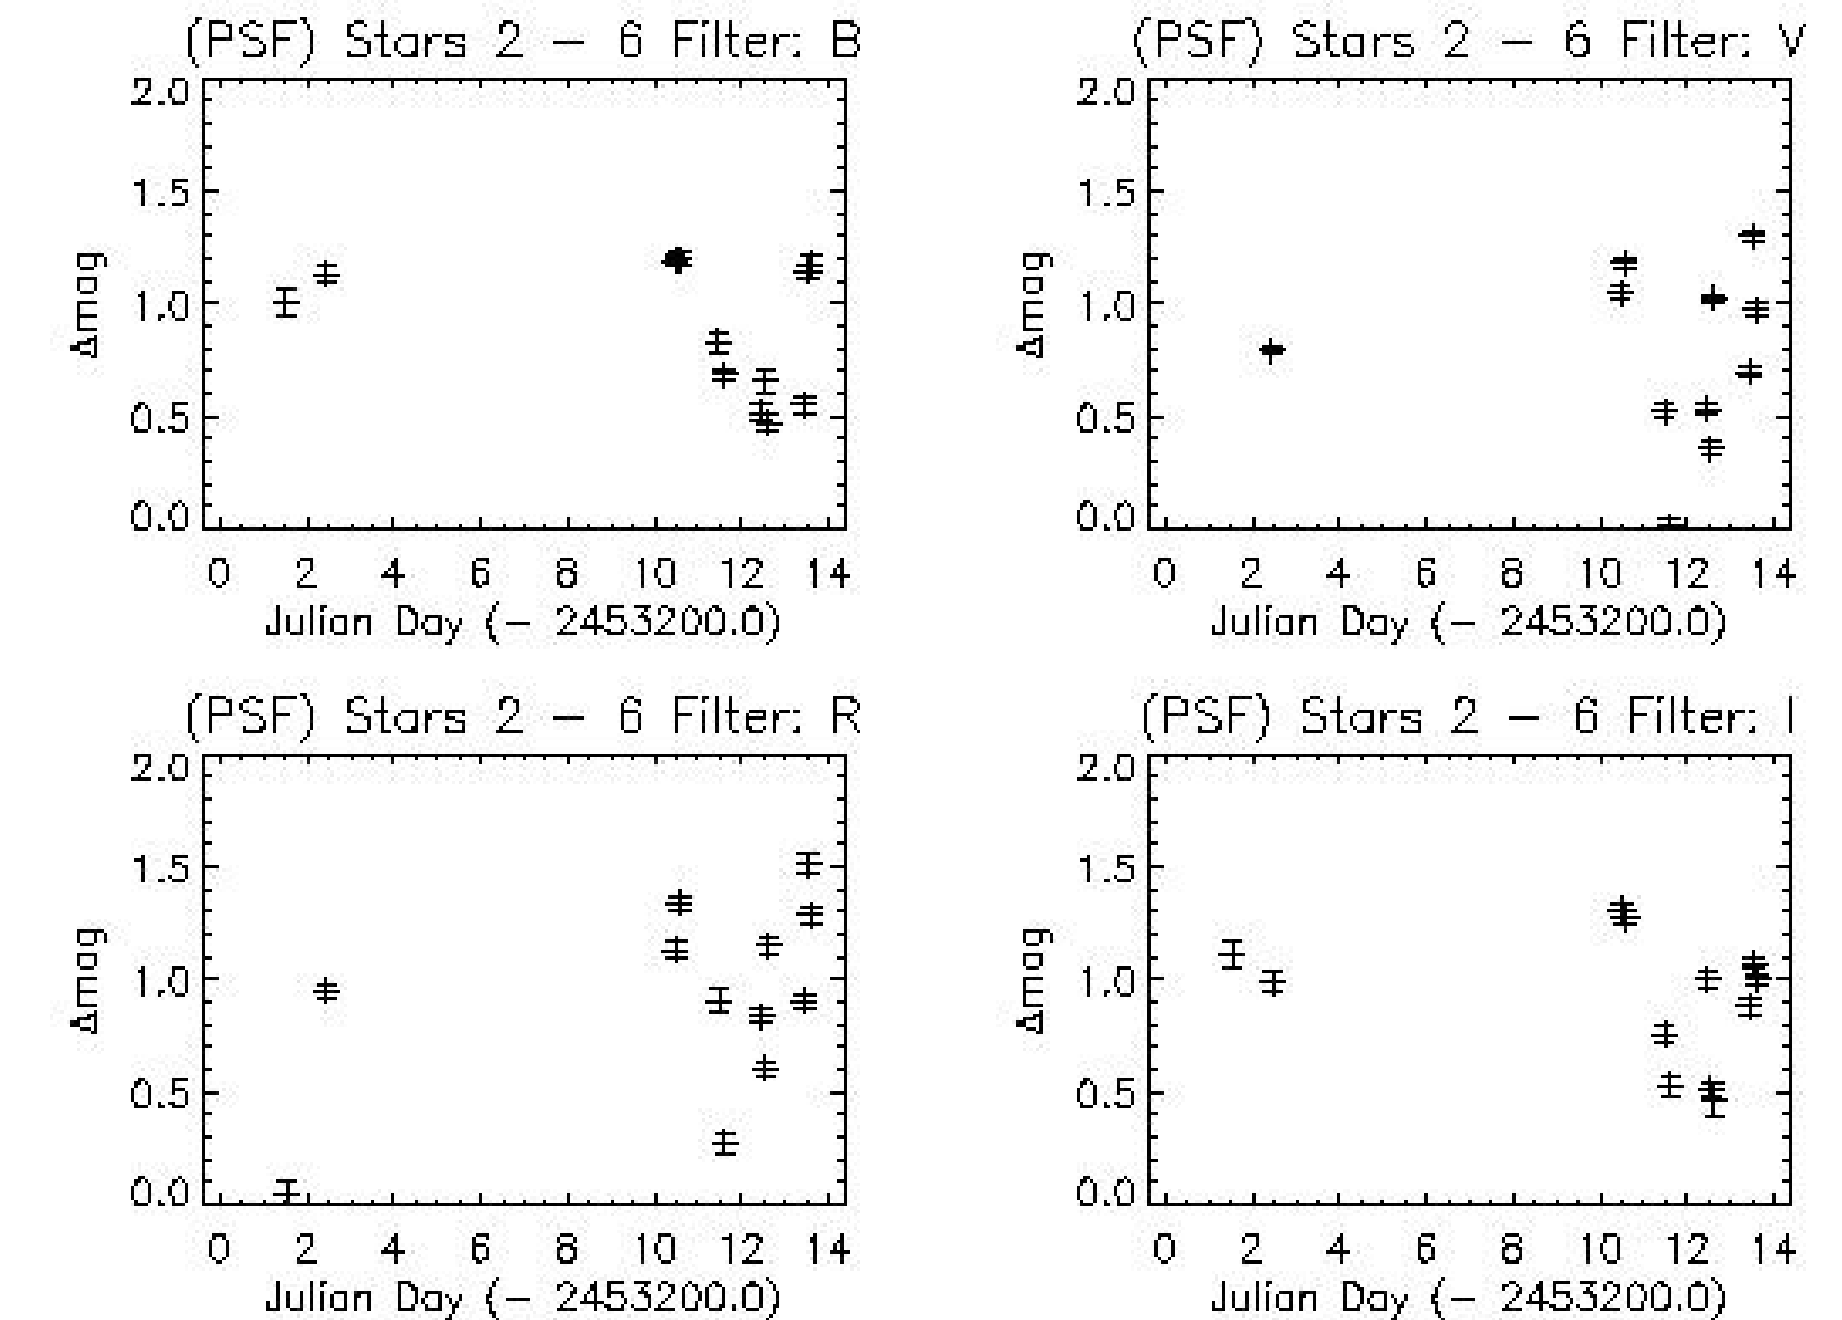 (PSF) Stars 2 – 6 Filter: B
2.0
1.5
1.0
0.5
0.0
Δmag
0 2 4 6 8 10 12 14
Julian Day (– 2453200.0)
(PSF) Stars 2 – 6 Filter: V
2.0
1.5
1.0
0.5
0.0
Δmag
0 2 4 6 8 10 12 14
Julian Day (– 2453200.0)
(PSF) Stars 2 – 6 Filter: R
2.0
1.5
1.0
0.5
0.0
Δmag
0 2 4 6 8 10 12 14
Julian Day (– 2453200.0)
(PSF) Stars 2 – 6 Filter: I
2.0
1.5
1.0
0.5
0.0
Δmag
0 2 4 6 8 10 12 14
Julian Day (– 2453200.0)